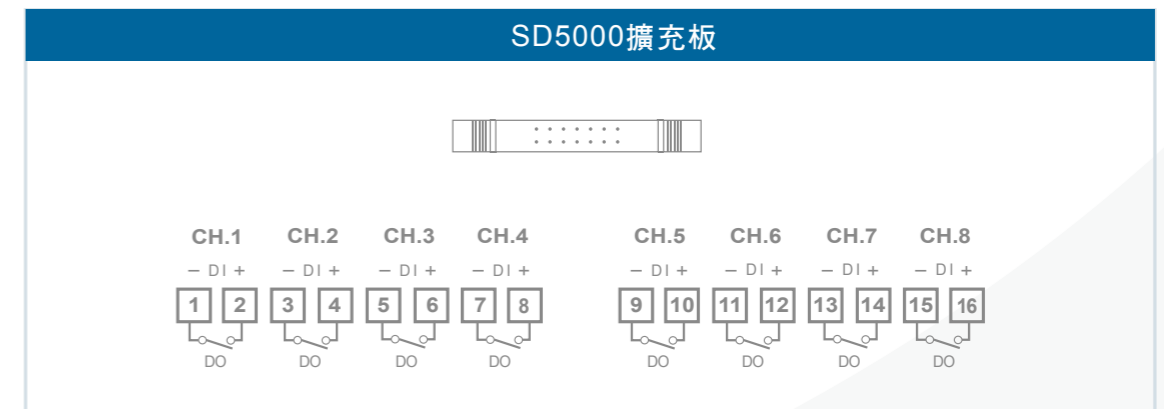 SD5000擴充板
CH.1 CH.2 CH.3 CH.4 CH.5 CH.6 CH.7 CH.8
− DI + − DI + − DI + − DI + − DI + − DI + − DI + − DI +
1 2 3 4 5 6 7 8 9 10 11 12 13 14 15 16
DO DO DO DO DO DO DO DO